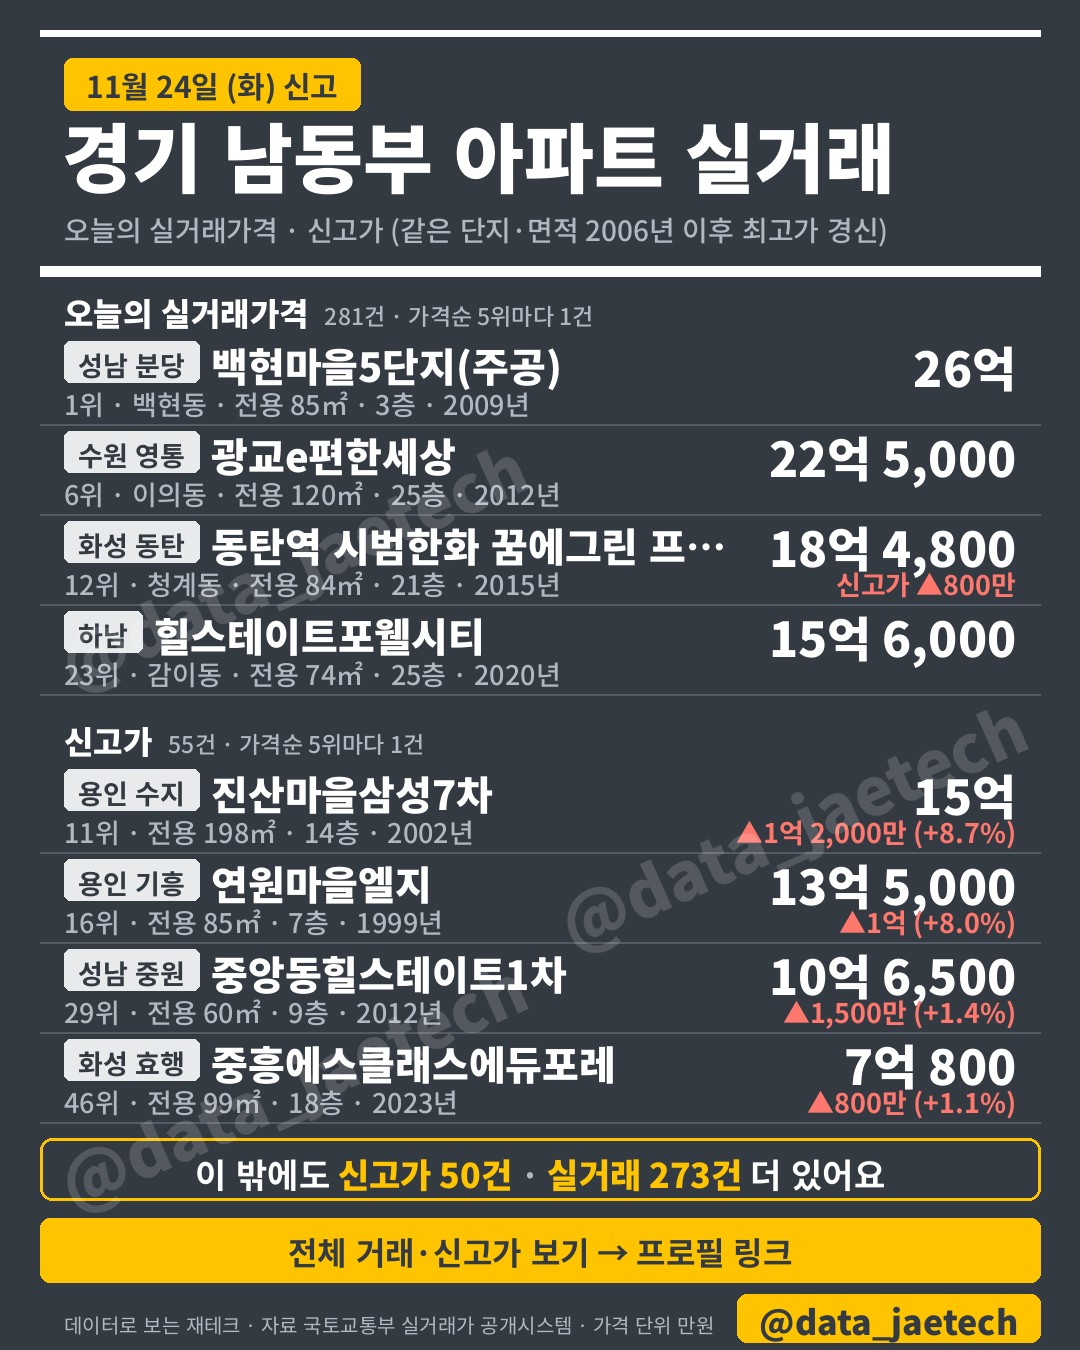 11월 24일 (화) 신고
경기 남동부 아파트 실거래
오늘의 실거래가격 · 신고가 (같은 단지·면적 2006년 이후 최고가 경신)
오늘의 실거래가격 281건 · 가격순 5위마다 1건
성남 분당 백현마을5단지(주공) 26억
1위 · 백현동 · 전용 85㎡ · 3층 · 2009년
수원 영통 광교e편한세상 22억 5,000
6위 · 이의동 · 전용 120㎡ · 25층 · 2012년
화성 동탄 동탄역 시범한화 꿈에그린 프… 18억 4,800
12위 · 청계동 · 전용 84㎡ · 21층 · 2015년 신고가 ▲800만
하남 힐스테이트포웰시티 15억 6,000
23위 · 감이동 · 전용 74㎡ · 25층 · 2020년
신고가 55건 · 가격순 5위마다 1건
용인 수지 진산마을삼성7차 15억
11위 · 전용 198㎡ · 14층 · 2002년 ▲1억 2,000만 (+8.7%)
용인 기흥 연원마을엘지 13억 5,000
16위 · 전용 85㎡ · 7층 · 1999년 ▲1억 (+8.0%)
성남 중원 중앙동힐스테이트1차 10억 6,500
29위 · 전용 60㎡ · 9층 · 2012년 ▲1,500만 (+1.4%)
화성 효행 중흥에스클래스에듀포레 7억 800
46위 · 전용 99㎡ · 18층 · 2023년 ▲800만 (+1.1%)
이 밖에도 신고가 50건 · 실거래 273건 더 있어요
전체 거래·신고가 보기 → 프로필 링크
데이터로 보는 재테크 · 자료 국토교통부 실거래가 공개시스템 · 가격 단위 만원 @data_jaetech
@data_jaetech
@data_jaetech
@data_jaetech